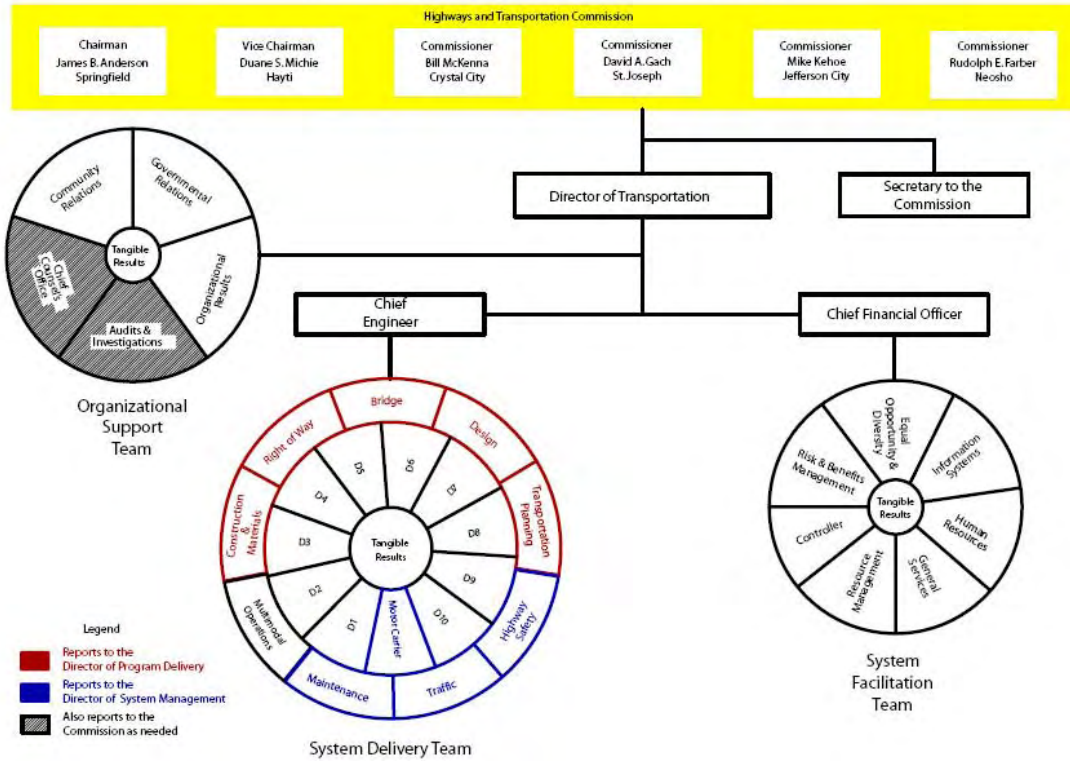 Highways and Transportation Commission
Chairman
James B. Anderson
Springfield
Vice Chairman
Duane S. Michie
Hayti
Commissioner
Bill McKenna
Crystal City
Commissioner
David A. Gach
St. Joseph
Commissioner
Mike Kehoe
Jefferson City
Commissioner
Rudolph E. Farber
Neosho
Director of Transportation
Secretary to the
Commission
Community
Relations
Governmental
Relations
Tangible
Results
Chief
Counsel's
Office
Organizational
Results
Audits &
Investigations
Organizational
Support
Team
Chief
Engineer
Chief Financial Officer
Bridge
Right of Way
Design
Construction
&
Materials
Transportation
Planning
Multimodal
Operations
Highway
Safety
Maintenance
Traffic
Motor Carrier
D1
D2
D3
D4
D5
D6
D7
D8
D9
D10
Tangible
Results
System Delivery Team
Equal
Opportunity &
Diversity
Information
Systems
Risk & Benefits
Management
Human
Resources
Controller
Tangible
Results
Resource
Management
General
Services
System
Facilitation
Team
Legend
Reports to the
Director of Program Delivery
Reports to the
Director of System Management
Also reports to the
Commission as needed